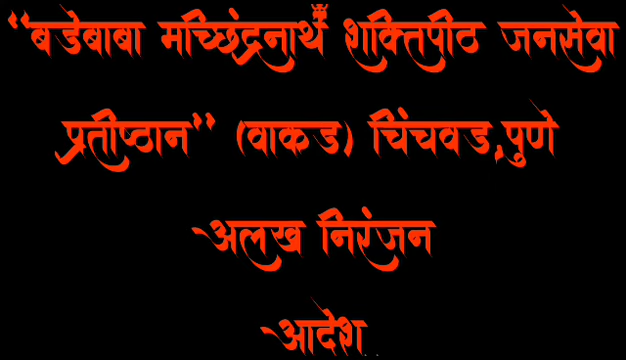 “बडेबाबा मच्छिंद्रनाथ शक्तिपीठ जनसेवा
प्रतीष्ठान” (वाकड) चिंचवड,पुणे
अलख निरंजन
आदेश..